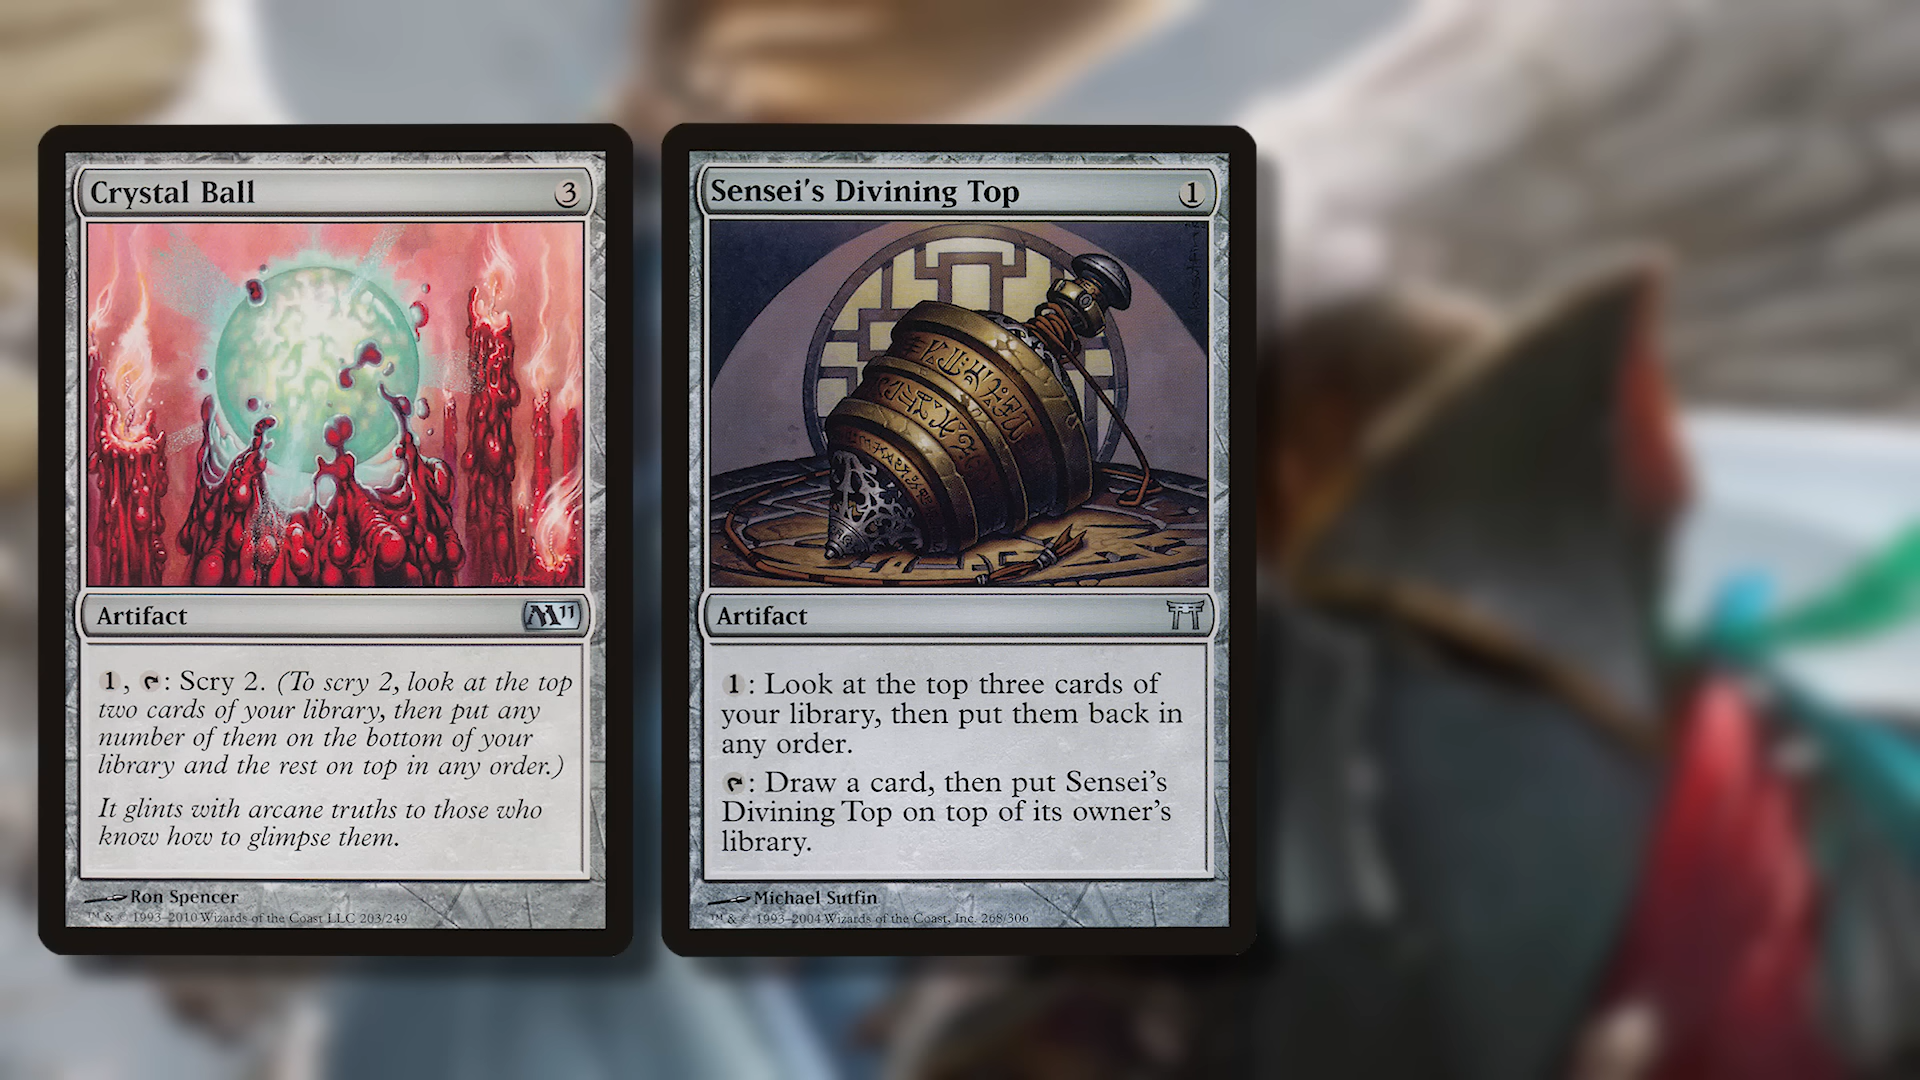 Crystal Ball 3
Artifact M11
1, : Scry 2. (To scry 2, look at the top
two cards of your library, then put any
number of them on the bottom of your
library and the rest on top in any order.)
It glints with arcane truths to those who
know how to glimpse them.
Ron Spencer
™ & © 1993–2010 Wizards of the Coast LLC 203/249
Sensei's Divining Top 1
Artifact
1: Look at the top three cards of
your library, then put them back in
any order.
: Draw a card, then put Sensei's
Divining Top on top of its owner's
library.
Michael Sutfin
™ & © 1993–2004 Wizards of the Coast, Inc. 268/306